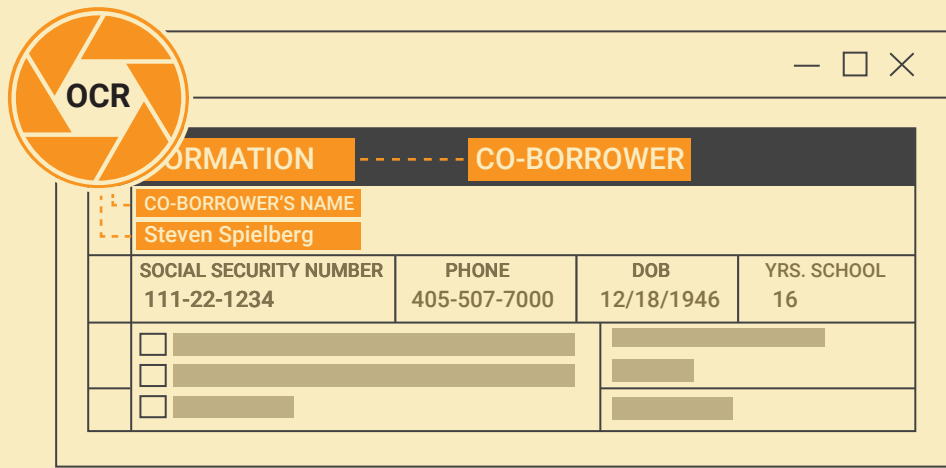 OCR
ORMATION CO-BORROWER
CO-BORROWER'S NAME
Steven Spielberg
SOCIAL SECURITY NUMBER PHONE DOB YRS. SCHOOL
111-22-1234 405-507-7000 12/18/1946 16